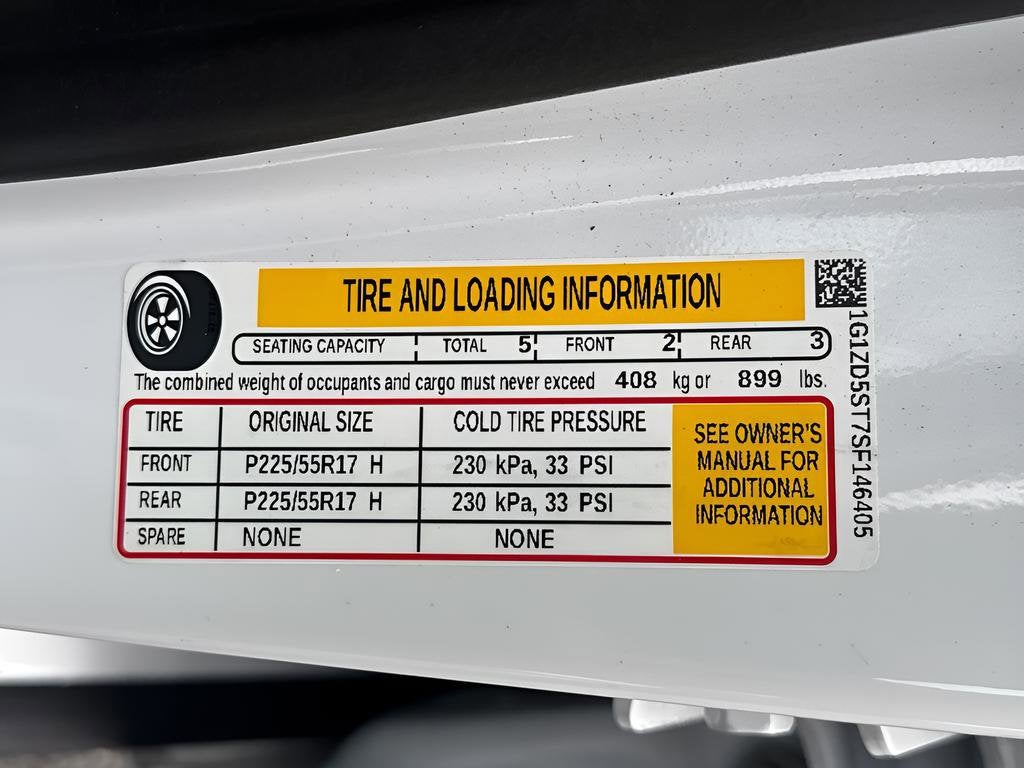 TIRE AND LOADING INFORMATION
SEATING CAPACITY TOTAL 5 FRONT 2 REAR 3
The combined weight of occupants and cargo must never exceed 408 kg or 899 lbs.
TIRE ORIGINAL SIZE COLD TIRE PRESSURE
FRONT P225/55R17 H 230 kPa, 33 PSI
REAR P225/55R17 H 230 kPa, 33 PSI
SPARE NONE NONE
SEE OWNER'S
MANUAL FOR
ADDITIONAL
INFORMATION
1G1ZD5ST7SF146405